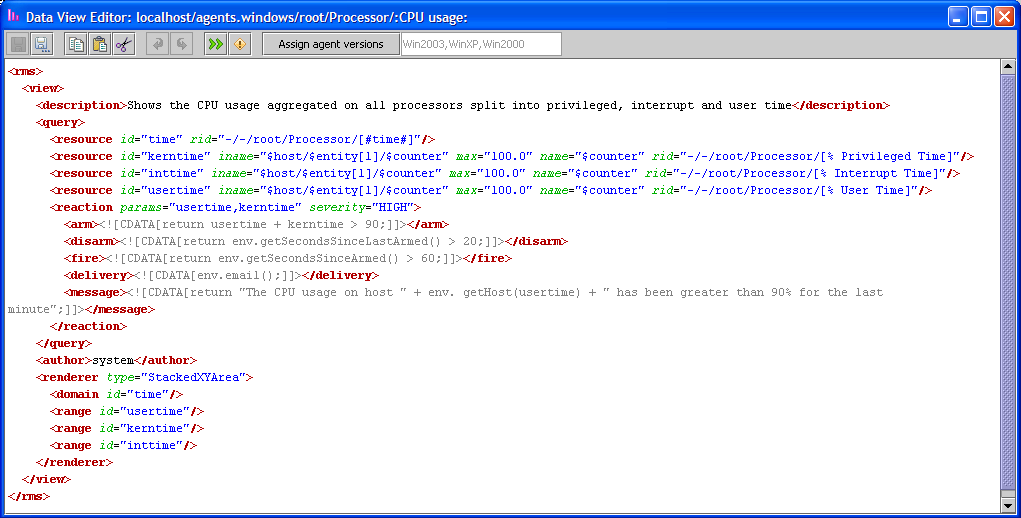 Data View Editor: localhost/agents.windows/root/Processor/:CPU usage:
Assign agent versions Win2003,WinXP,Win2000
<rms>
<view>
<description>Shows the CPU usage aggregated on all processors split into privileged, interrupt and user time</description>
<query>
<resource id="time" rid="-/-/root/Processor/[#time#]"/>
<resource id="kerntime" iname="$host/$entity[1]/$counter" max="100.0" name="$counter" rid="-/-/root/Processor/[% Privileged Time]"/>
<resource id="inttime" iname="$host/$entity[1]/$counter" max="100.0" name="$counter" rid="-/-/root/Processor/[% Interrupt Time]"/>
<resource id="usertime" iname="$host/$entity[1]/$counter" max="100.0" name="$counter" rid="-/-/root/Processor/[% User Time]"/>
<reaction params="usertime,kerntime" severity="HIGH">
<arm><![CDATA[return usertime + kerntime > 90;]]></arm>
<disarm><![CDATA[return env.getSecondsSinceLastArmed() > 20;]]></disarm>
<fire><![CDATA[return env.getSecondsSinceArmed() > 60;]]></fire>
<delivery><![CDATA[env.email();]]></delivery>
<message><![CDATA[return "The CPU usage on host " + env. getHost(usertime) + " has been greater than 90% for the last
minute";]]></message>
</reaction>
</query>
<author>system</author>
<renderer type="StackedXYArea">
<domain id="time"/>
<range id="usertime"/>
<range id="kerntime"/>
<range id="inttime"/>
</renderer>
</view>
</rms>